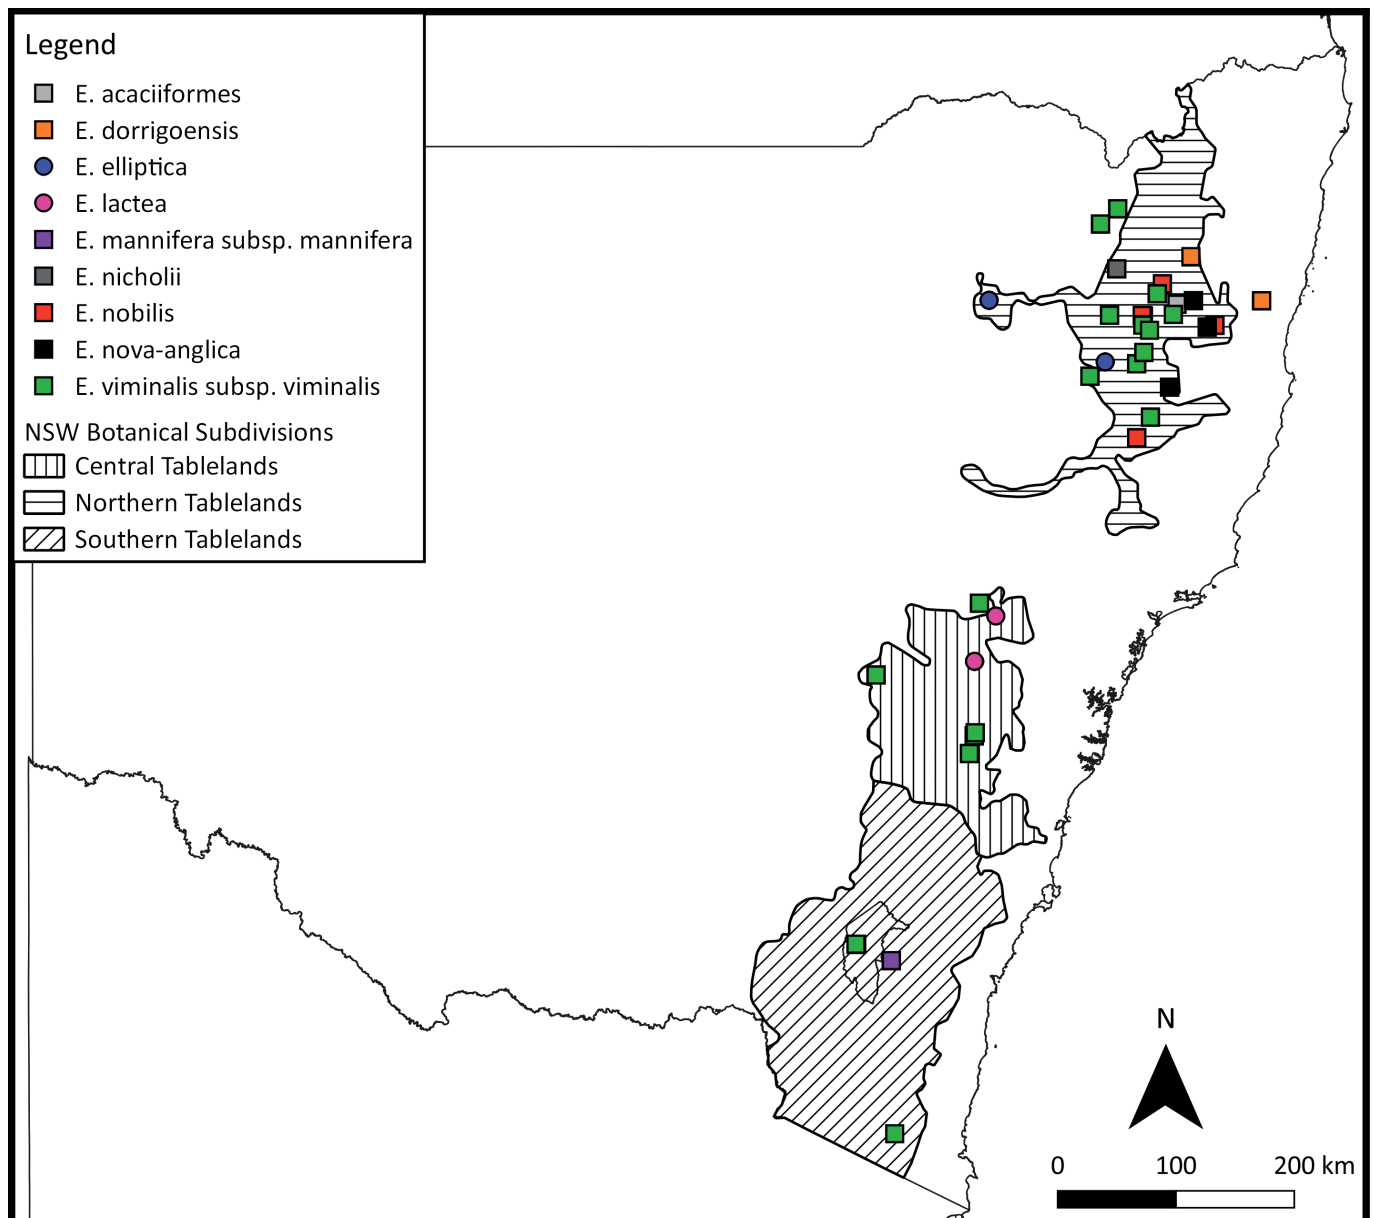 Legend
E. acaciiformes
E. dorrigoensis
E. elliptica
E. lactea
E. mannifera subsp. mannifera
E. nicholii
E. nobilis
E. nova-anglica
E. viminalis subsp. viminalis
NSW Botanical Subdivisions
Central Tablelands
Northern Tablelands
Southern Tablelands
N
0 100 200 km